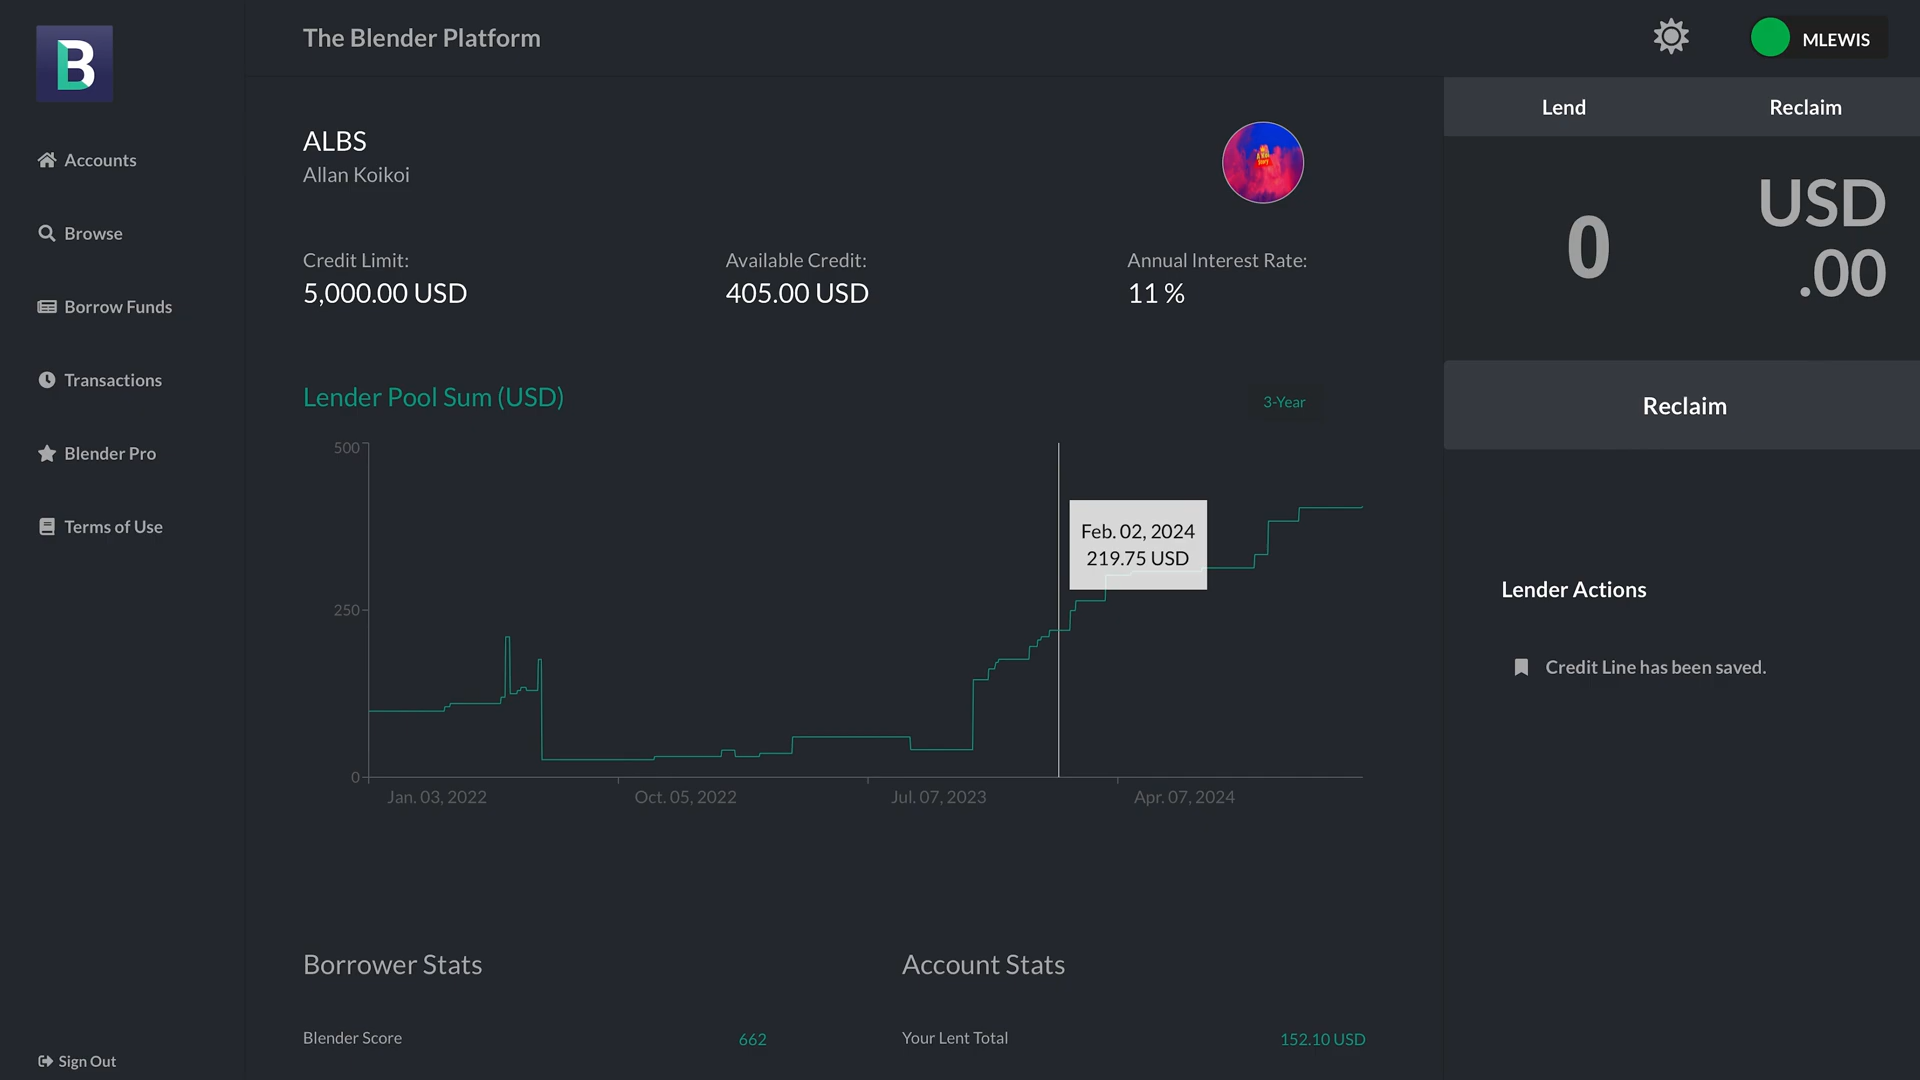 B
The Blender Platform
MLEWIS
Accounts
Browse
Borrow Funds
Transactions
Blender Pro
Terms of Use
Sign Out
ALBS
Allan Koikoi
Credit Limit:
5,000.00 USD
Available Credit:
405.00 USD
Annual Interest Rate:
11 %
Lender Pool Sum (USD)
3-Year
500
250
0
Feb. 02, 2024
219.75 USD
Jan. 03, 2022
Oct. 05, 2022
Jul. 07, 2023
Apr. 07, 2024
Borrower Stats
Blender Score
662
Account Stats
Your Lent Total
152.10 USD
Lend
Reclaim
0
USD
.00
Reclaim
Lender Actions
Credit Line has been saved.